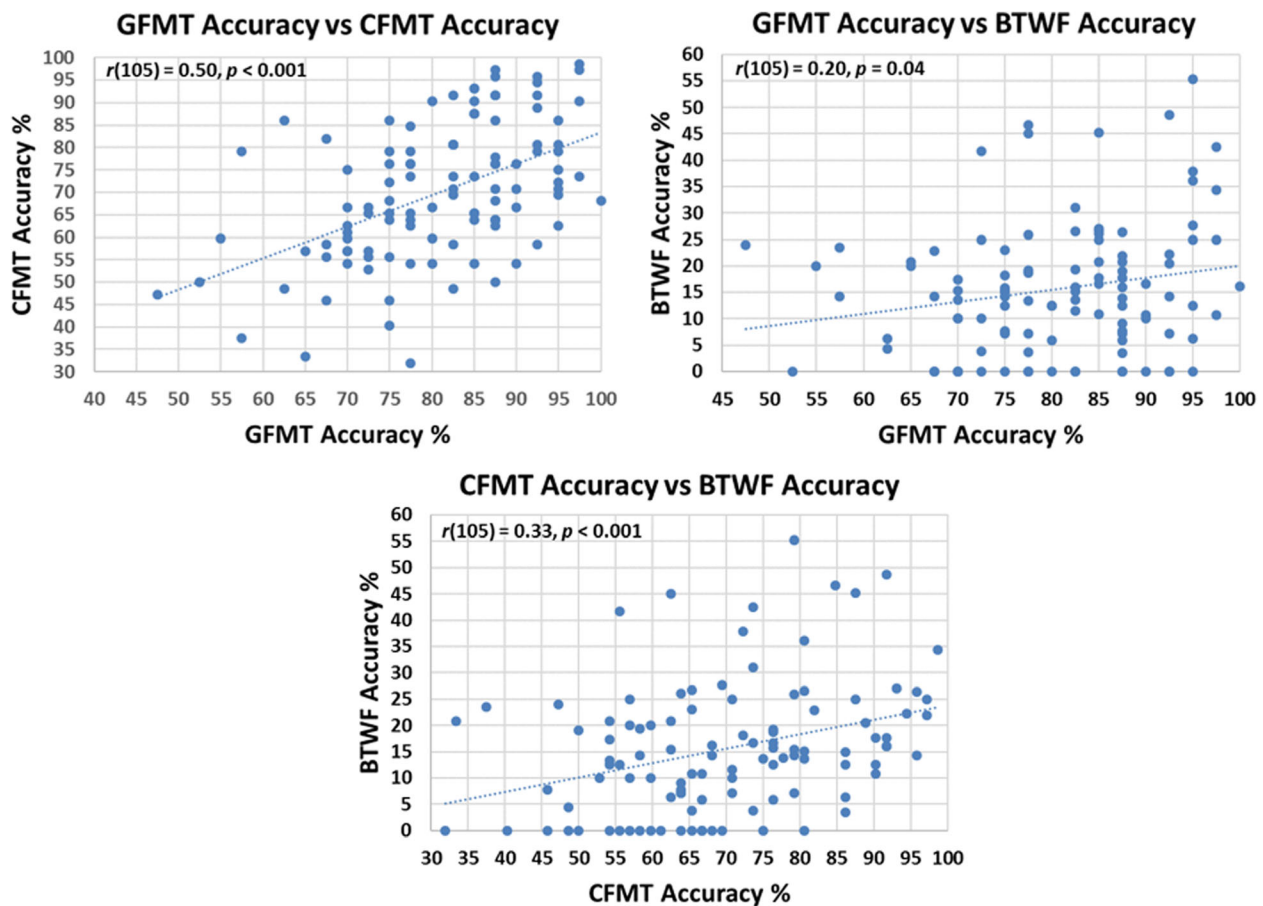 GFMT Accuracy vs CFMT Accuracy
r(105) = 0.50, p < 0.001
CFMT Accuracy %
100
95
90
85
80
75
70
65
60
55
50
45
40
35
30
40 45 50 55 60 65 70 75 80 85 90 95 100
GFMT Accuracy %
GFMT Accuracy vs BTWF Accuracy
r(105) = 0.20, p = 0.04
BTWF Accuracy %
60
55
50
45
40
35
30
25
20
15
10
5
0
45 50 55 60 65 70 75 80 85 90 95 100
GFMT Accuracy %
CFMT Accuracy vs BTWF Accuracy
r(105) = 0.33, p < 0.001
BTWF Accuracy %
60
55
50
45
40
35
30
25
20
15
10
5
0
30 35 40 45 50 55 60 65 70 75 80 85 90 95 100
CFMT Accuracy %